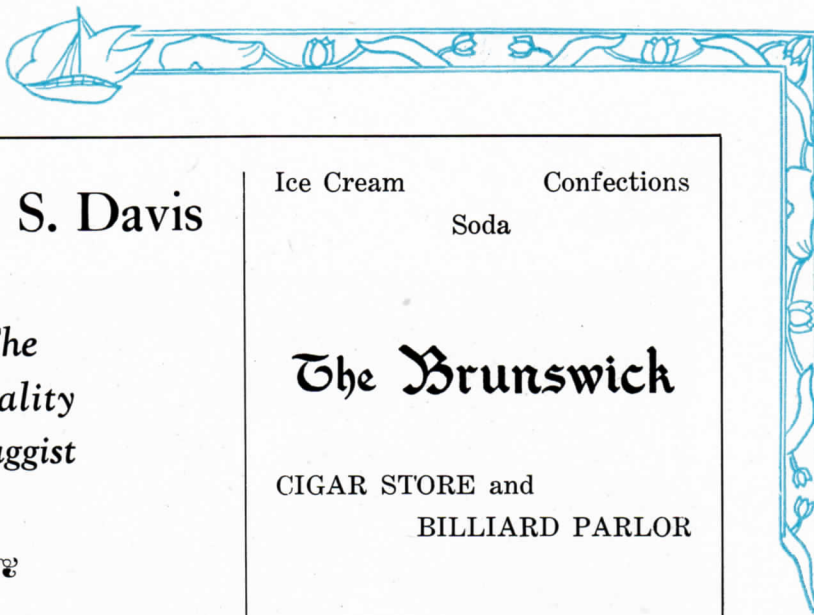 S. Davis
Ice Cream Confections
Soda
The Brunswick
CIGAR STORE and
BILLIARD PARLOR